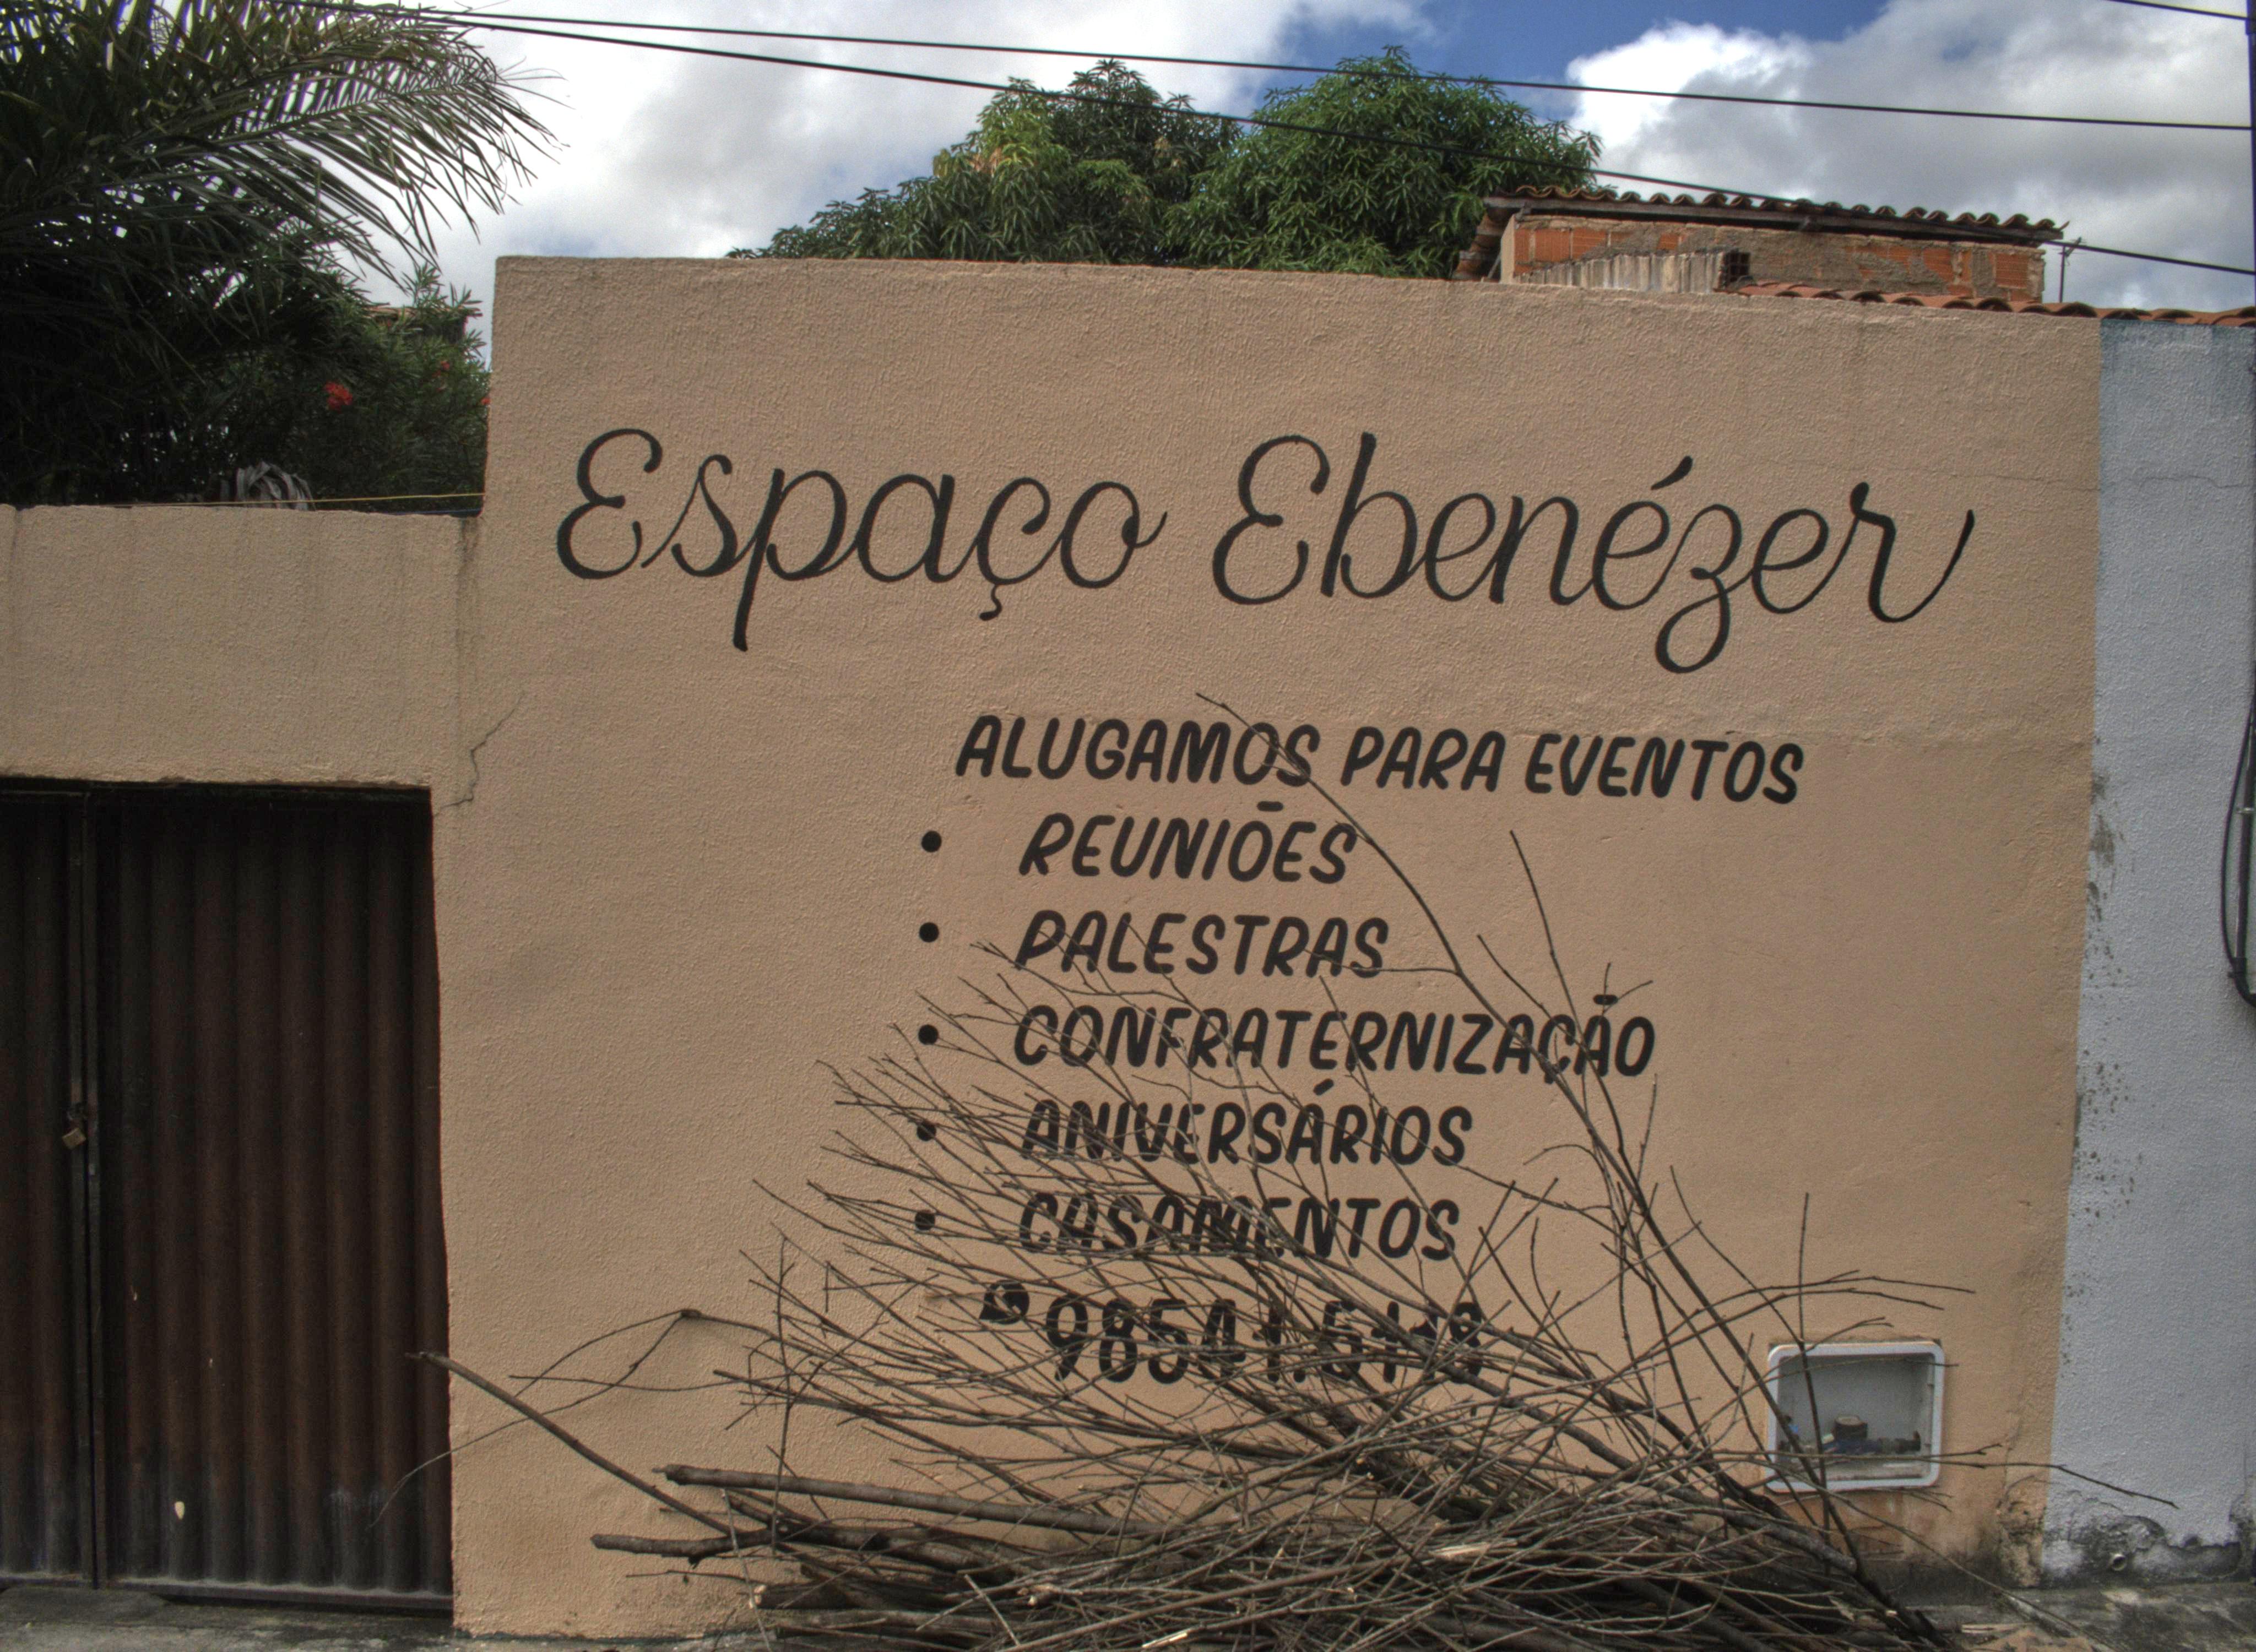 Espaço Ebenézer
ALUGAMOS PARA EVENTOS
• REUNIÕES
• PALESTRAS
• CONFRATERNIZAÇÃO
• ANIVERSÁRIOS
• CASAMENTOS